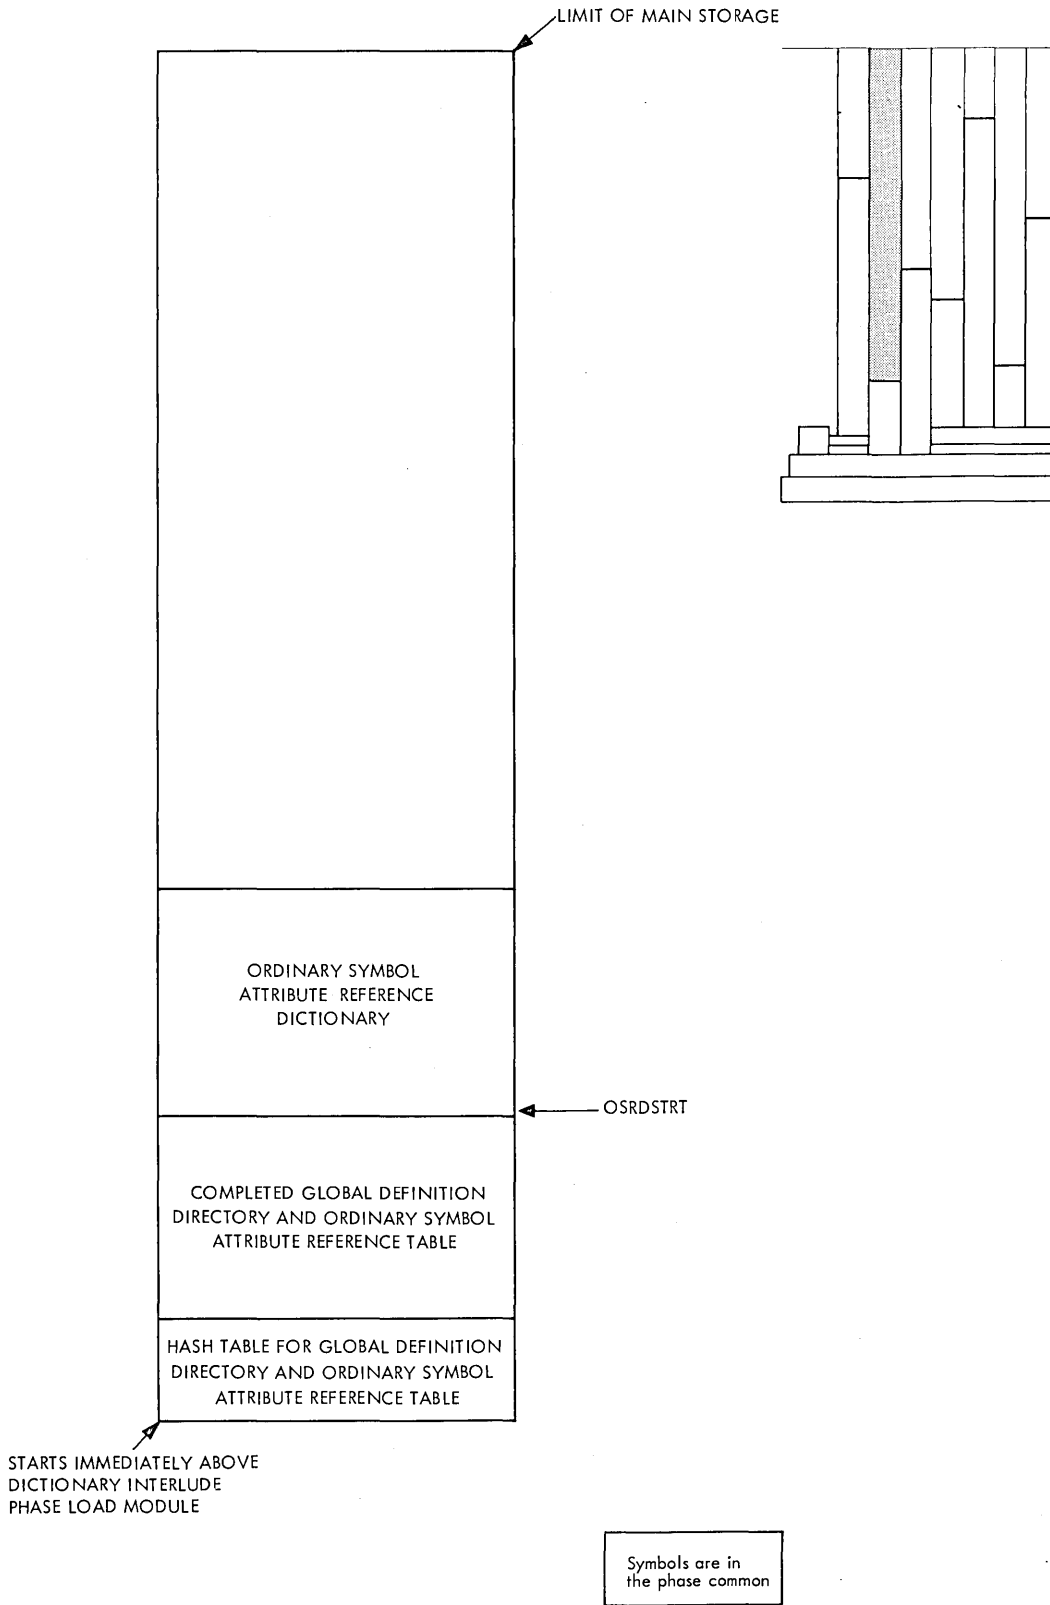 LIMIT OF MAIN STORAGE
ORDINARY SYMBOL
ATTRIBUTE REFERENCE
DICTIONARY
OSRDSTRT
COMPLETED GLOBAL DEFINITION
DIRECTORY AND ORDINARY SYMBOL
ATTRIBUTE REFERENCE TABLE
HASH TABLE FOR GLOBAL DEFINITION
DIRECTORY AND ORDINARY SYMBOL
ATTRIBUTE REFERENCE TABLE
STARTS IMMEDIATELY ABOVE
DICTIONARY INTERLUDE
PHASE LOAD MODULE
Symbols are in
the phase common